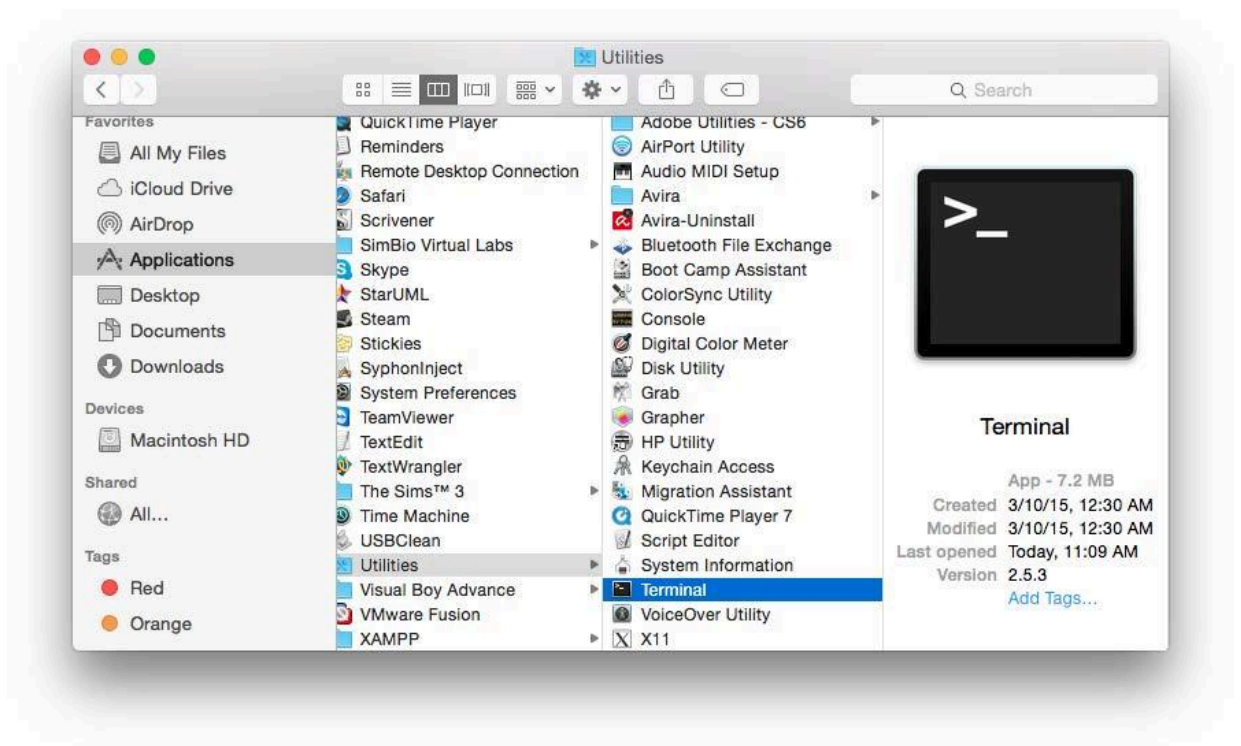 Utilities
Search
Favorites
All My Files
iCloud Drive
AirDrop
Applications
Desktop
Documents
Downloads
Devices
Macintosh HD
Shared
All...
Tags
Red
Orange
QuickTime Player
Reminders
Remote Desktop Connection
Safari
Scrivener
SimBio Virtual Labs
Skype
StarUML
Steam
Stickies
SyphonInject
System Preferences
TeamViewer
TextEdit
TextWrangler
The Sims™ 3
Time Machine
USBClean
Utilities
Visual Boy Advance
VMware Fusion
XAMPP
Adobe Utilities - CS6
AirPort Utility
Audio MIDI Setup
Avira
Avira-Uninstall
Bluetooth File Exchange
Boot Camp Assistant
ColorSync Utility
Console
Digital Color Meter
Disk Utility
Grab
Grapher
HP Utility
Keychain Access
Migration Assistant
QuickTime Player 7
Script Editor
System Information
Terminal
VoiceOver Utility
X11
>_
Terminal
App - 7.2 MB
Created 3/10/15, 12:30 AM
Modified 3/10/15, 12:30 AM
Last opened Today, 11:09 AM
Version 2.5.3
Add Tags...